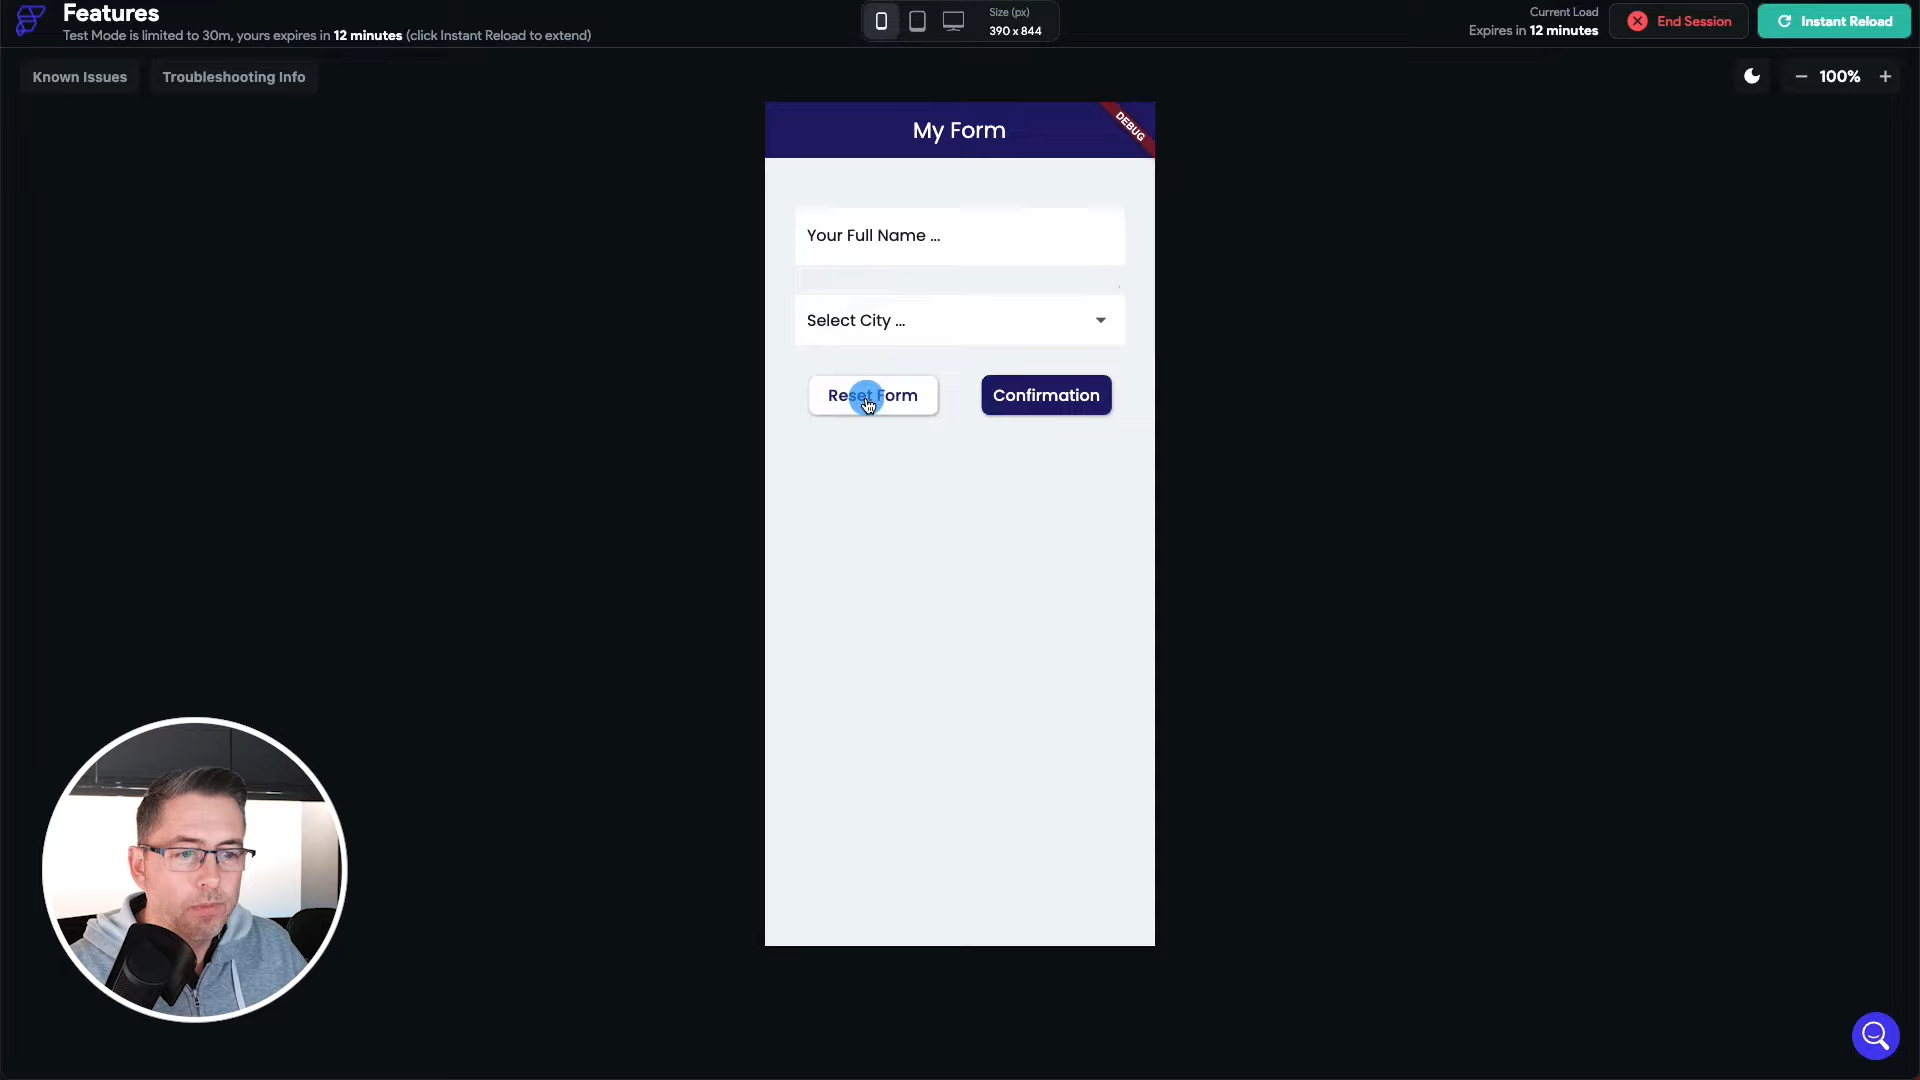 Features
Test Mode is limited to 30m, yours expires in 12 minutes (click Instant Reload to extend)
Size (px)
390 x 844
Current Load
Expires in 12 minutes
End Session
Instant Reload
Known Issues
Troubleshooting Info
100%
My Form
DEBUG
Your Full Name ...
Select City ...
Reset Form
Confirmation